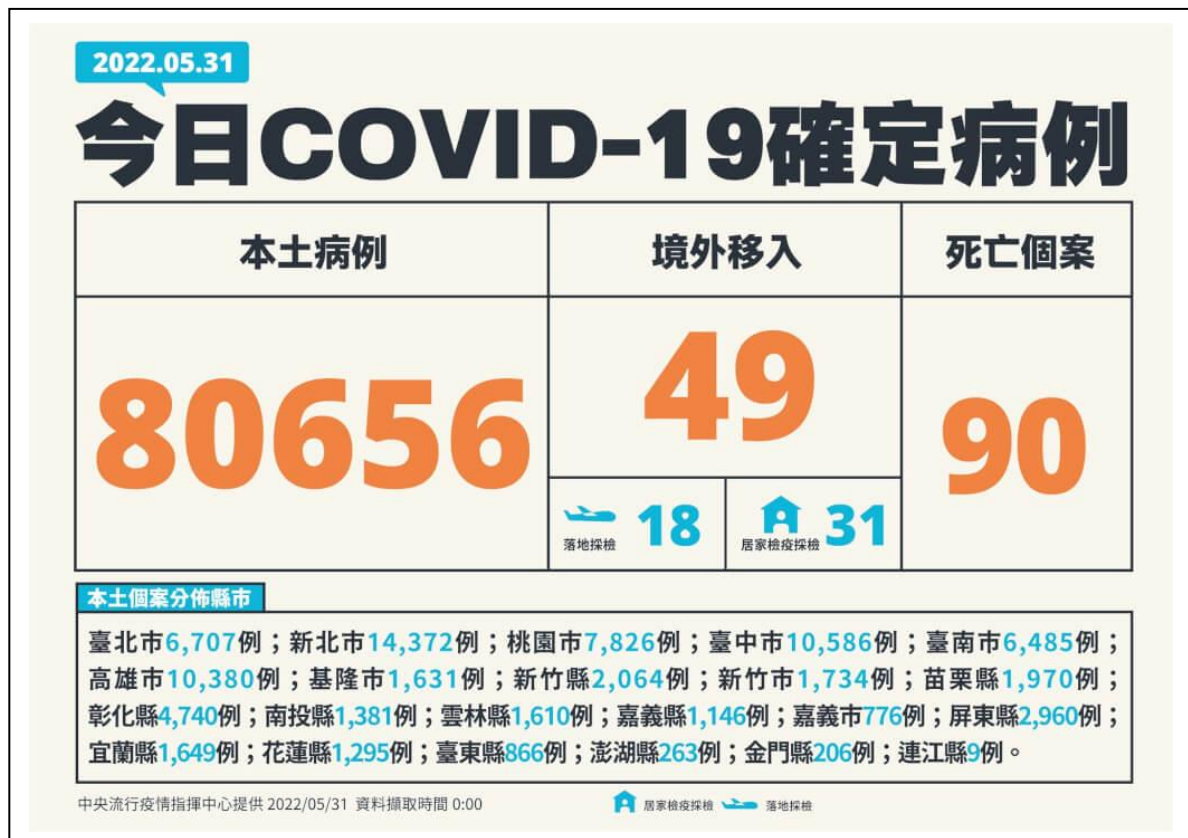 2022.05.31
今日COVID-19確定病例
本土病例
境外移入
死亡個案
80656
49
90
落地採檢 18
居家檢疫採檢 31
本土個案分佈縣市
臺北市6,707例；新北市14,372例；桃園市7,826例；臺中市10,586例；臺南市6,485例；
高雄市10,380例；基隆市1,631例；新竹縣2,064例；新竹市1,734例；苗栗縣1,970例；
彰化縣4,740例；南投縣1,381例；雲林縣1,610例；嘉義縣1,146例；嘉義市776例；屏東縣2,960例；
宜蘭縣1,649例；花蓮縣1,295例；臺東縣866例；澎湖縣263例；金門縣206例；連江縣9例。
中央流行疫情指揮中心提供 2022/05/31 資料擷取時間 0:00
居家檢疫採檢 落地採檢